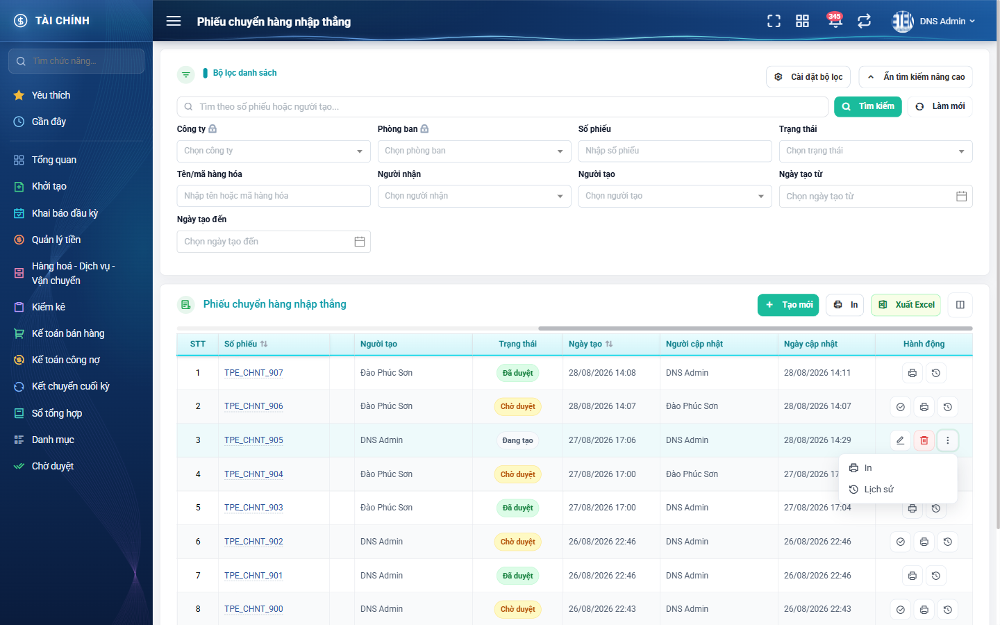 TÀI CHÍNH
Phiếu chuyển hàng nhập thẳng
345
DNS Admin
Tìm chức năng...
Yêu thích
Gần đây
Tổng quan
Khởi tạo
Khai báo đầu kỳ
Quản lý tiền
Hàng hoá - Dịch vụ -
Vận chuyển
Kiểm kê
Kế toán bán hàng
Kế toán công nợ
Kết chuyển cuối kỳ
Sổ tổng hợp
Danh mục
Chờ duyệt
Bộ lọc danh sách
Cài đặt bộ lọc
Ẩn tìm kiếm nâng cao
Tìm theo số phiếu hoặc người tạo...
Tìm kiếm
Làm mới
Công ty
Phòng ban
Số phiếu
Trạng thái
Chọn công ty
Chọn phòng ban
Nhập số phiếu
Chọn trạng thái
Tên/mã hàng hóa
Người nhận
Người tạo
Ngày tạo từ
Nhập tên hoặc mã hàng hóa
Chọn người nhận
Chọn người tạo
Chọn ngày tạo từ
Ngày tạo đến
Chọn ngày tạo đến
Phiếu chuyển hàng nhập thẳng
Tạo mới
In
Xuất Excel
STT Số phiếu Người tạo Trạng thái Ngày tạo Người cập nhật Ngày cập nhật Hành động
1 TPE_CHNT_907 Đào Phúc Sơn Đã duyệt 28/08/2026 14:08 DNS Admin 28/08/2026 14:11
2 TPE_CHNT_906 Đào Phúc Sơn Chờ duyệt 28/08/2026 14:07 Đào Phúc Sơn 28/08/2026 14:07
3 TPE_CHNT_905 DNS Admin Đang tạo 27/08/2026 17:06 DNS Admin 28/08/2026 14:29
4 TPE_CHNT_904 Đào Phúc Sơn Chờ duyệt 27/08/2026 17:00 Đào Phúc Sơn 27/08/2026 17
In
Lịch sử
5 TPE_CHNT_903 Đào Phúc Sơn Đã duyệt 27/08/2026 17:00 DNS Admin 27/08/2026 17:04
6 TPE_CHNT_902 DNS Admin Chờ duyệt 26/08/2026 22:46 DNS Admin 26/08/2026 22:46
7 TPE_CHNT_901 DNS Admin Đã duyệt 26/08/2026 22:46 DNS Admin 26/08/2026 22:46
8 TPE_CHNT_900 DNS Admin Chờ duyệt 26/08/2026 22:43 DNS Admin 26/08/2026 22:43